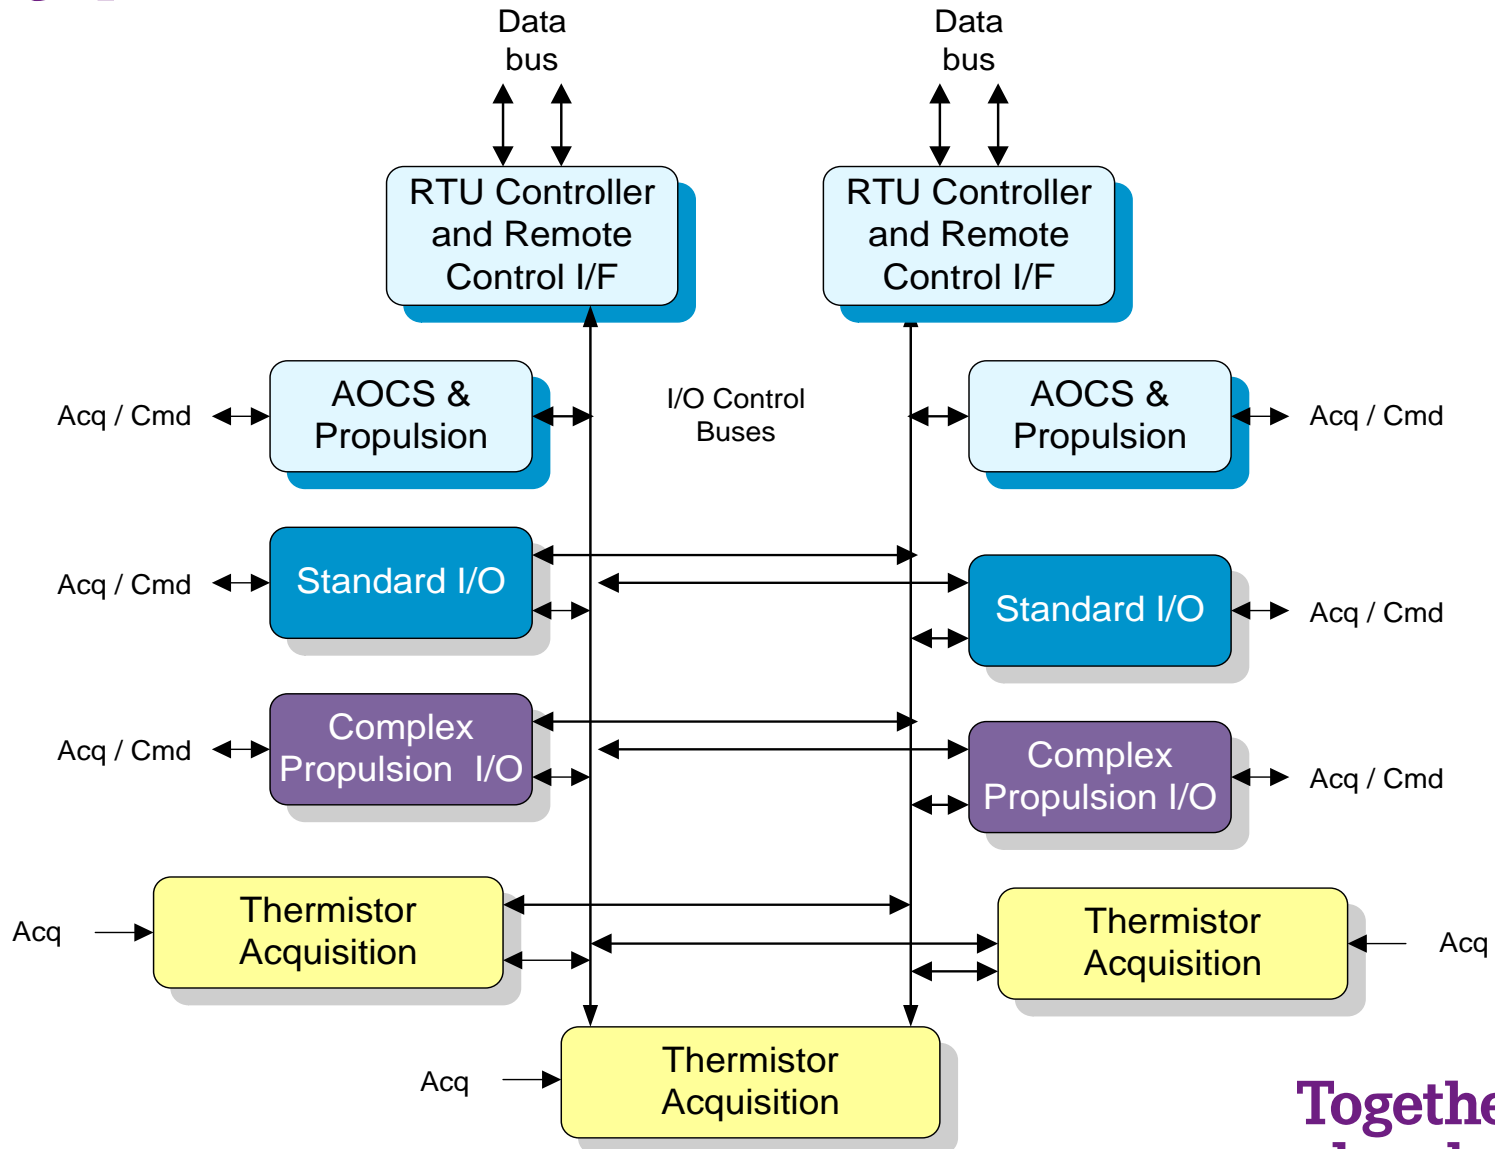 Data
bus
Data
bus
RTU Controller
and Remote
Control I/F
RTU Controller
and Remote
Control I/F
Acq / Cmd
AOCS &
Propulsion
I/O Control
Buses
AOCS &
Propulsion
Acq / Cmd
Acq / Cmd
Standard I/O
Standard I/O
Acq / Cmd
Acq / Cmd
Complex
Propulsion I/O
Complex
Propulsion I/O
Acq / Cmd
Acq
Thermistor
Acquisition
Thermistor
Acquisition
Acq
Acq
Thermistor
Acquisition